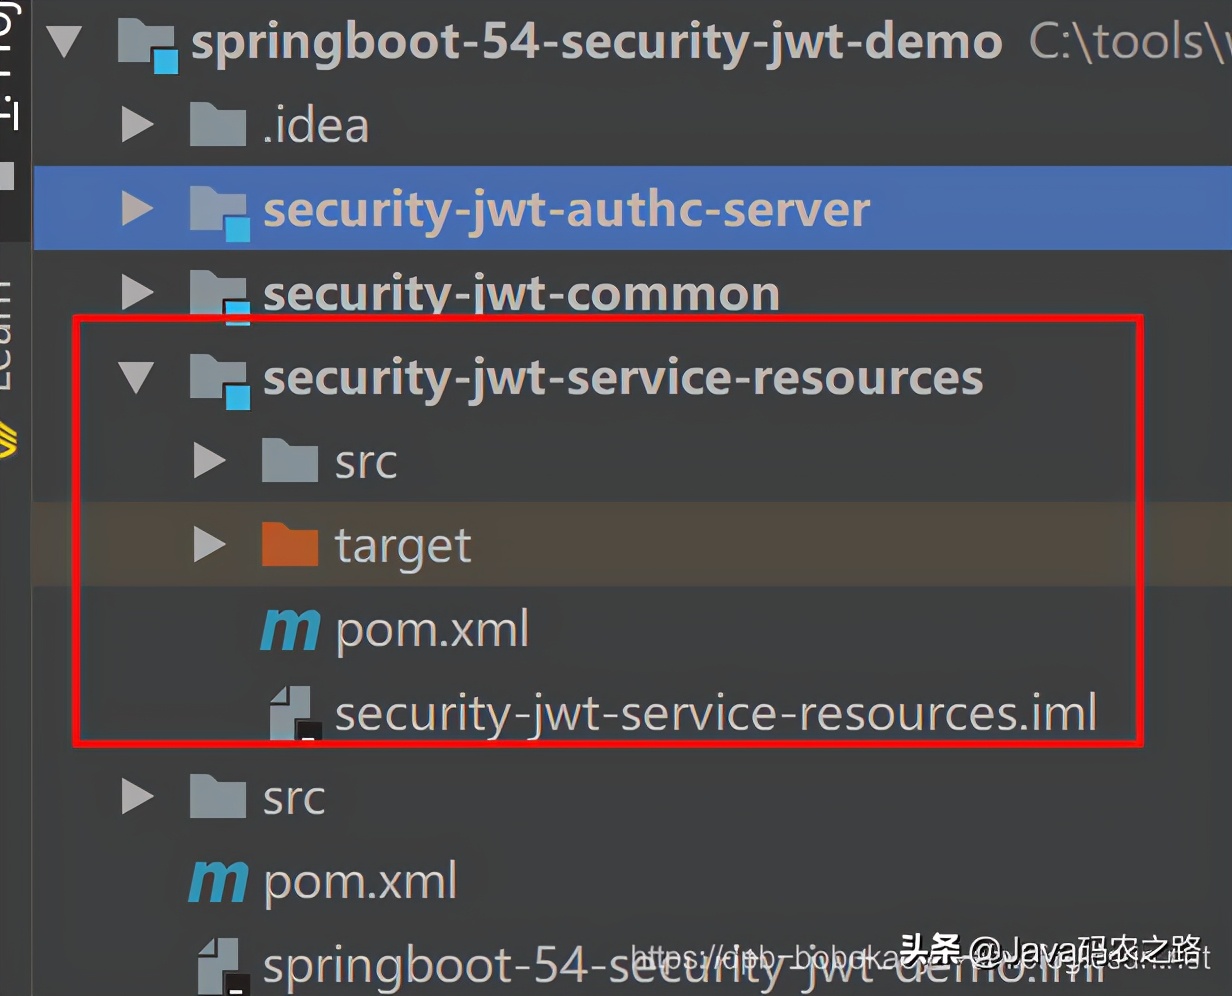 springboot-54-security-jwt-demo C:\tools\
.idea
security-jwt-authc-server
security-jwt-common
security-jwt-service-resources
src
target
pom.xml
security-jwt-service-resources.iml
src
pom.xml
springboot-54-security-jwt-demo.iml
头条 @Java码农之路